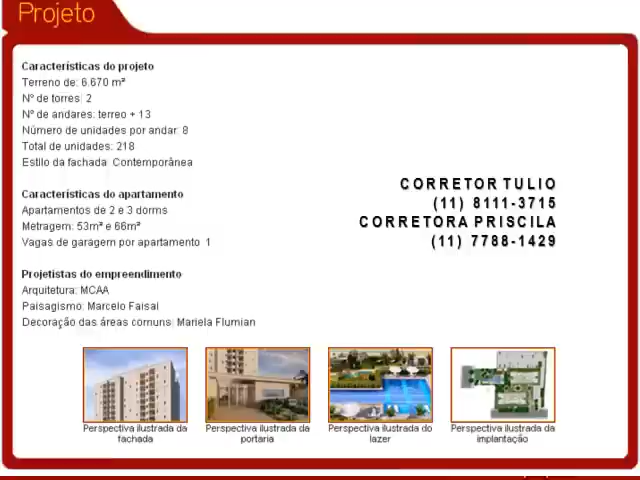 Projeto
Características do projeto
Terreno de: 6.670 m²
Nº de torres: 2
Nº de andares: terreo + 13
Número de unidades por andar: 8
Total de unidades: 218
Estilo da fachada: Contemporânea
Características do apartamento
Apartamentos de 2 e 3 dorms
Metragem: 53m² e 66m²
Vagas de garagem por apartamento: 1
CORRETOR TULIO
(11) 8111-3715
CORRETORA PRISCILA
(11) 7788-1429
Projetistas do empreendimento
Arquitetura: MCAA
Paisagismo: Marcelo Faisal
Decoração das áreas comuns: Mariela Flumian
Perspectiva ilustrada da fachada
Perspectiva ilustrada da portaria
Perspectiva ilustrada do lazer
Perspectiva ilustrada da implantação